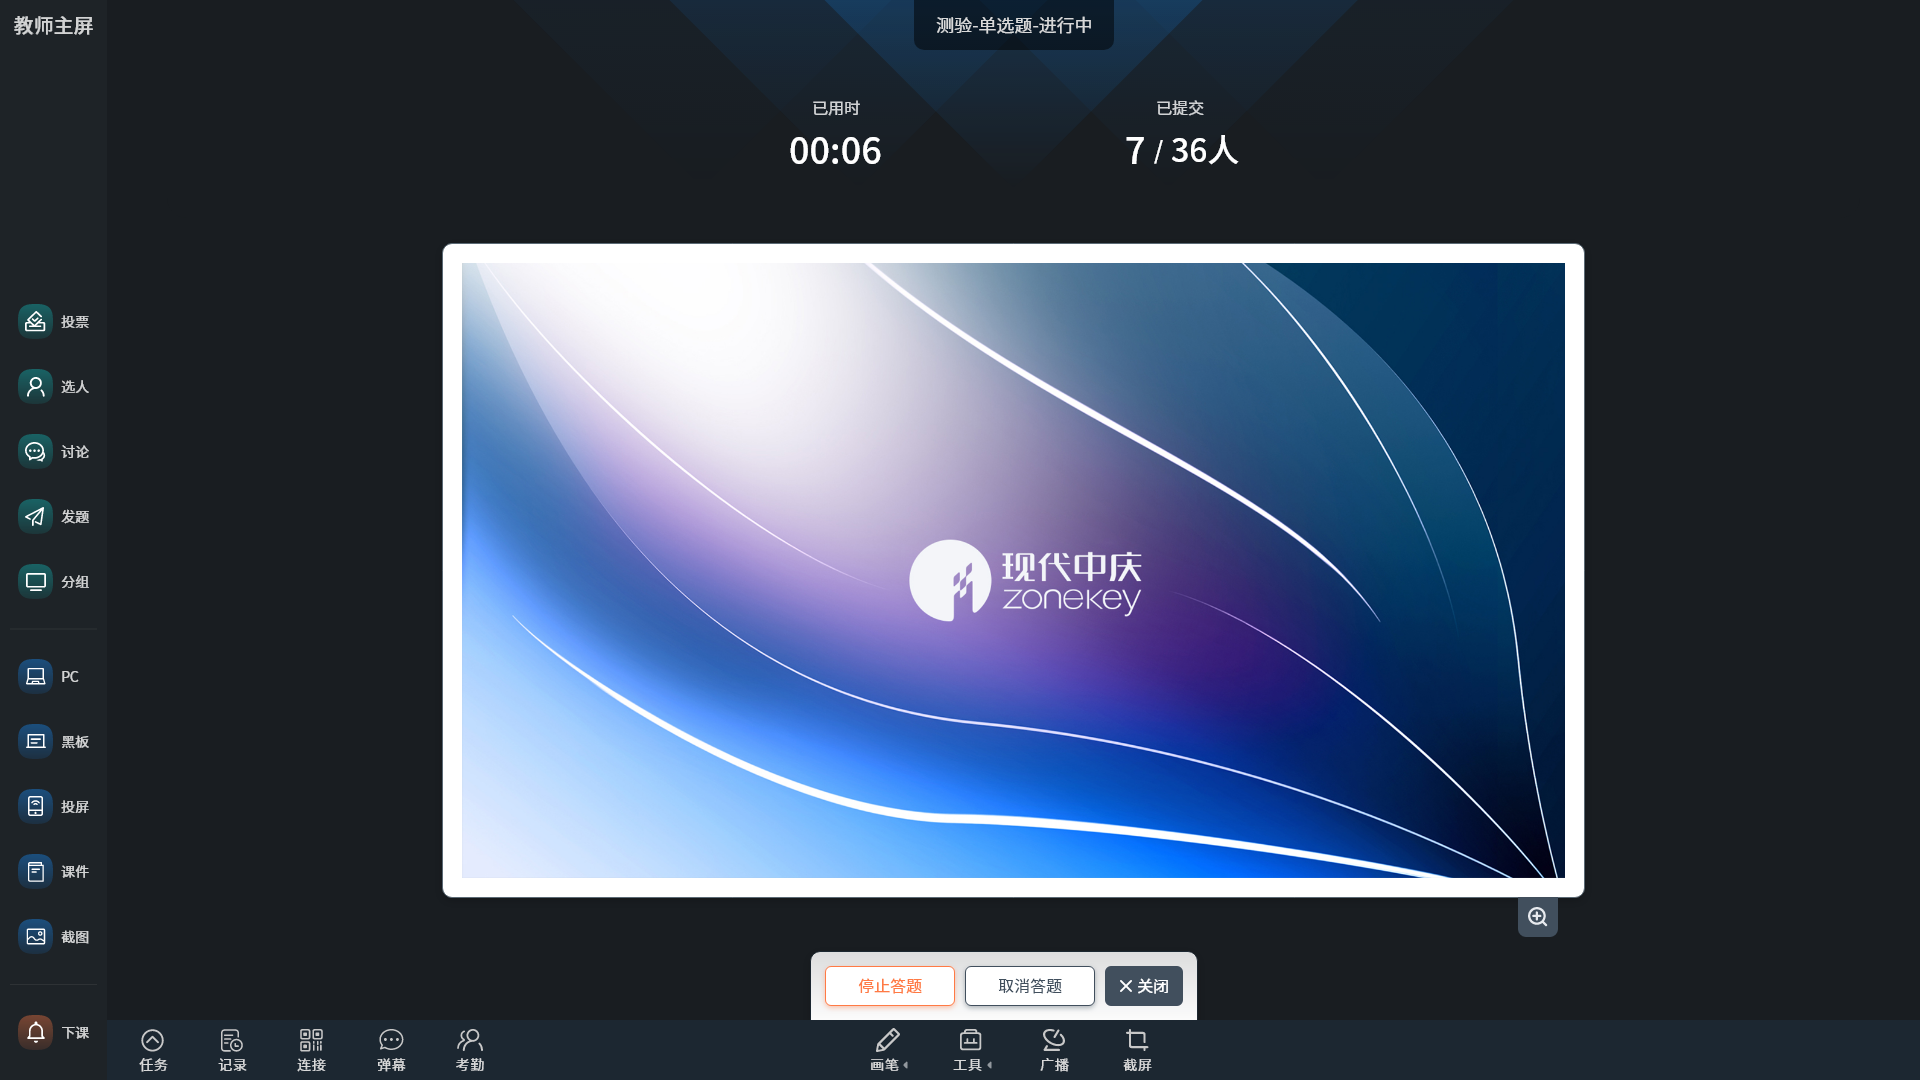 教师主屏
测验-单选题-进行中
已用时
00:06
已提交
7 / 36人
投票
选人
讨论
发题
分组
PC
黑板
投屏
课件
截图
下课
现代中庆
zonekey
停止答题
取消答题
关闭
任务
记录
连接
弹幕
考勤
画笔
工具
广播
截屏